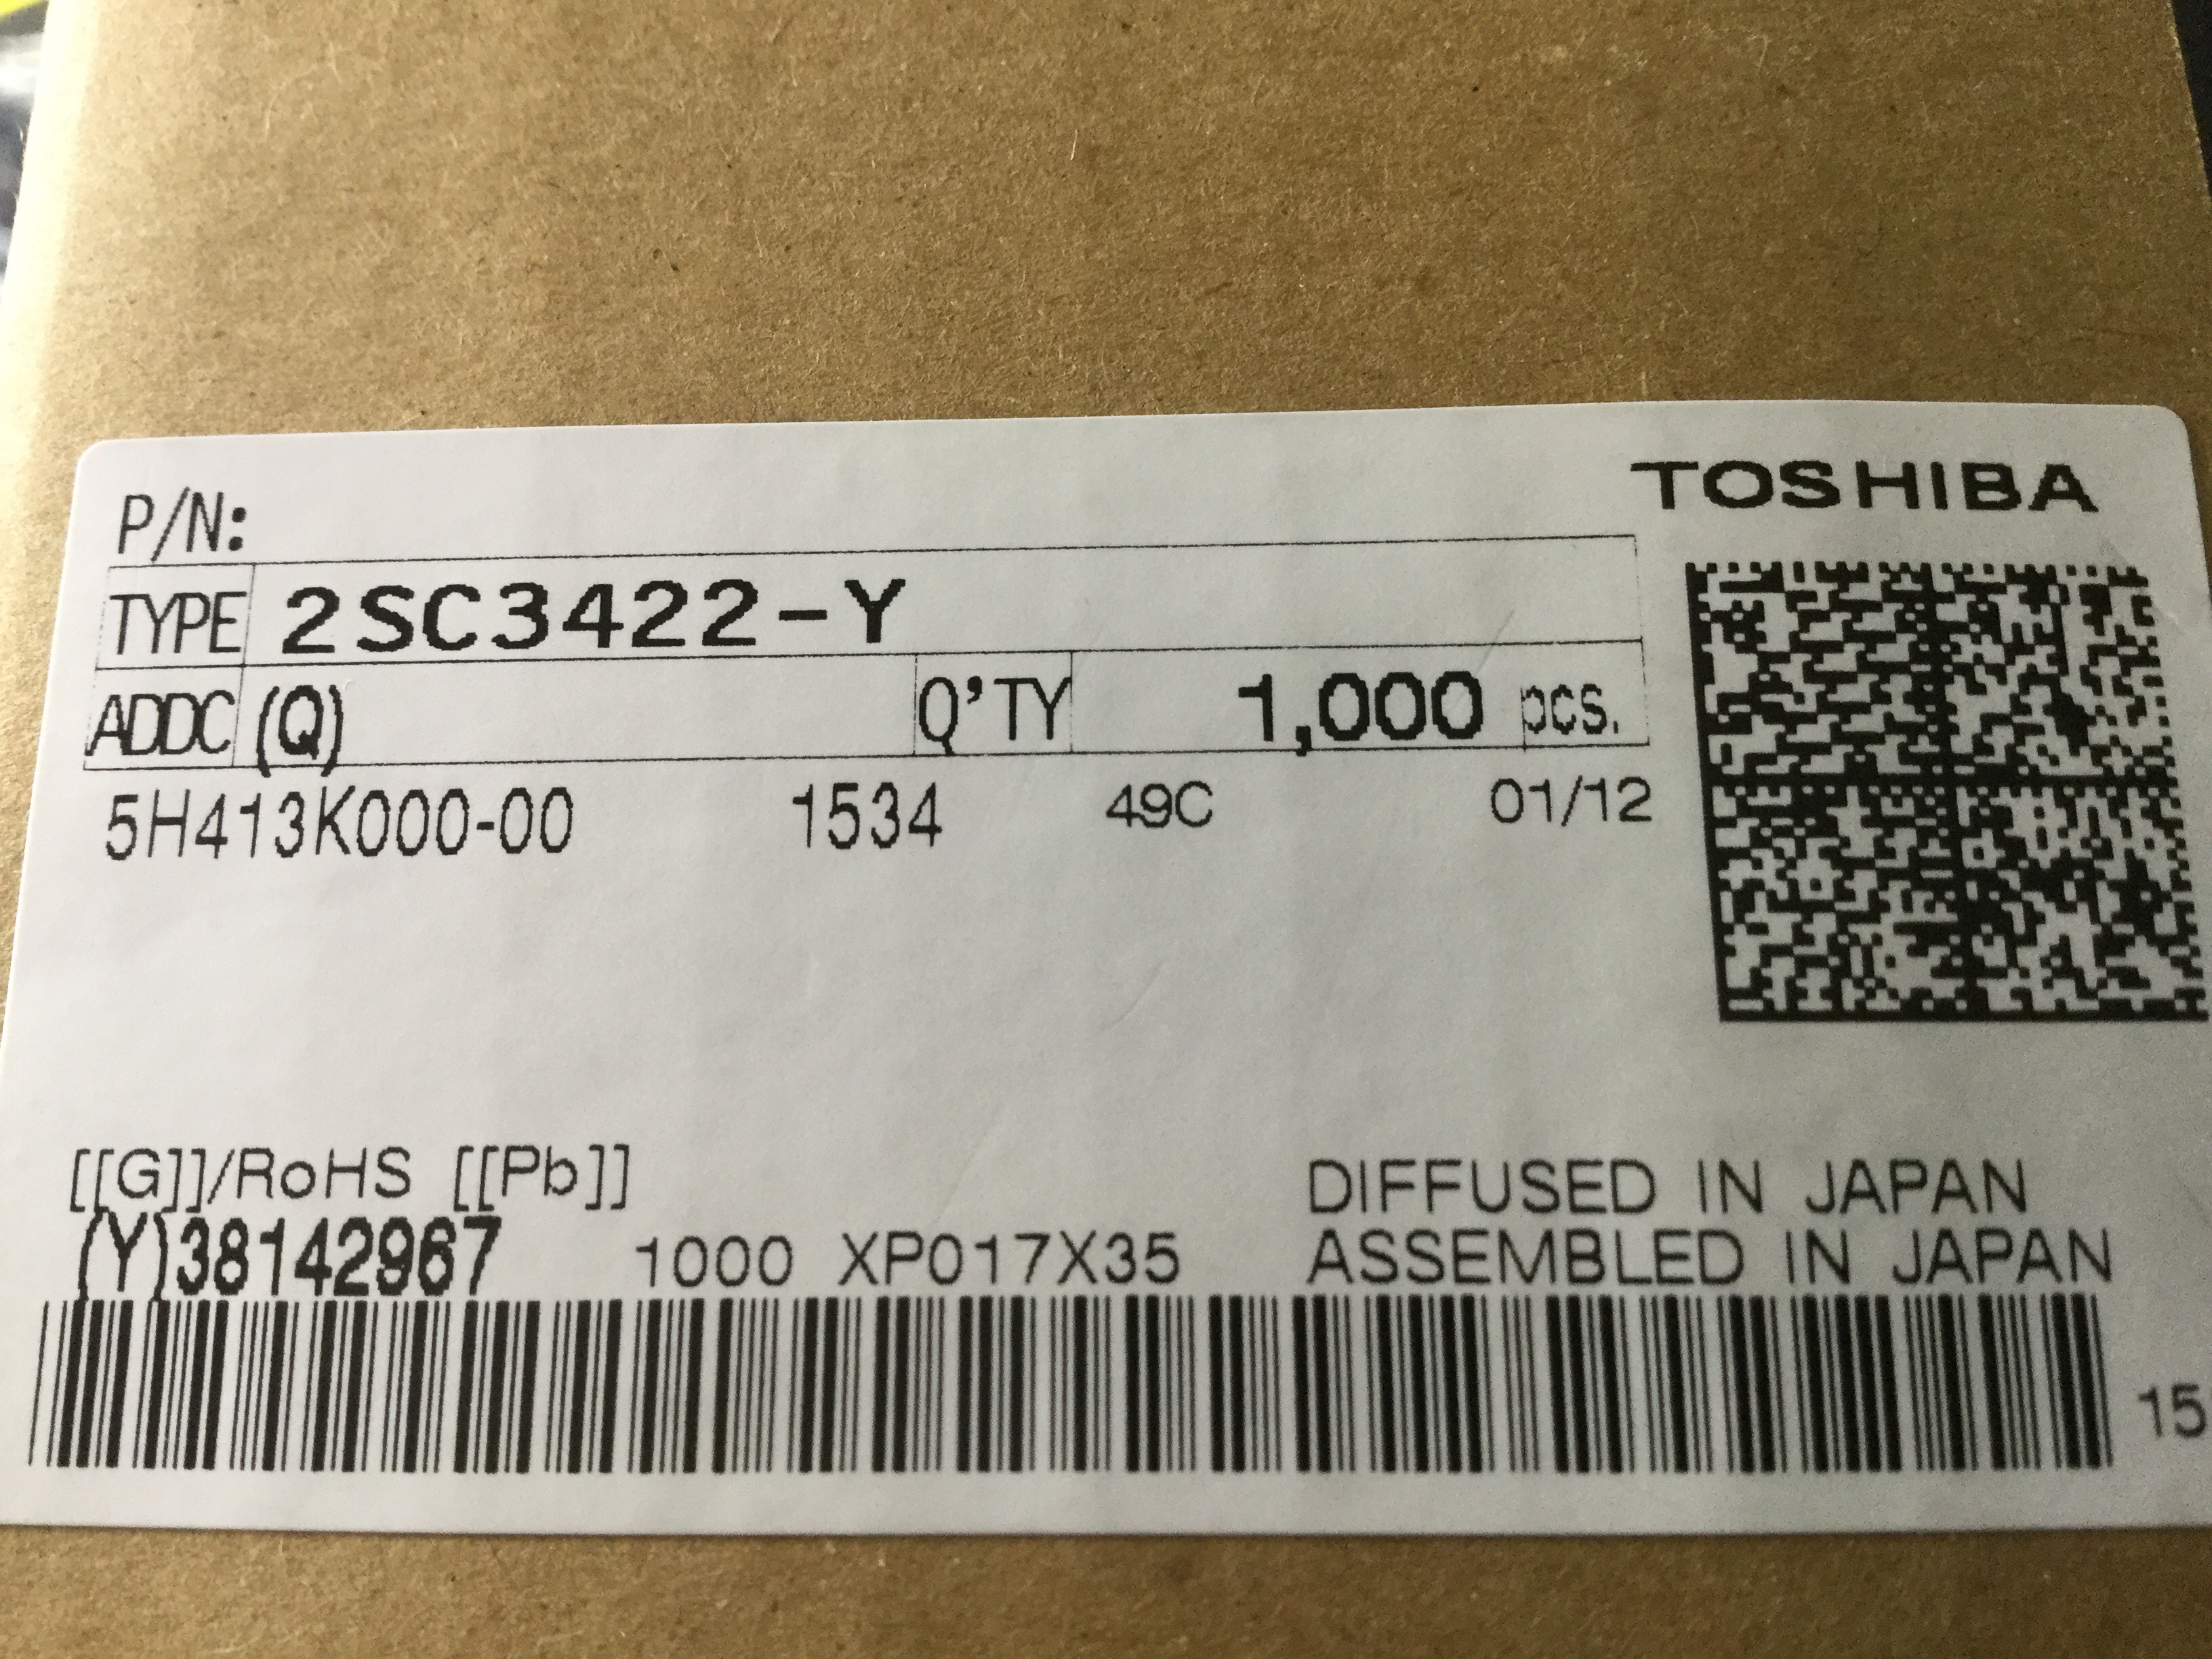 TOSHIBA
P/N:
TYPE 2SC3422-Y
ADDC (Q) Q'TY 1,000 pcs.
5H413K000-00 1534 49C 01/12
[[G]]/RoHS [[Pb]]
DIFFUSED IN JAPAN
(Y)38142967 1000 XP017X35
ASSEMBLED IN JAPAN
15